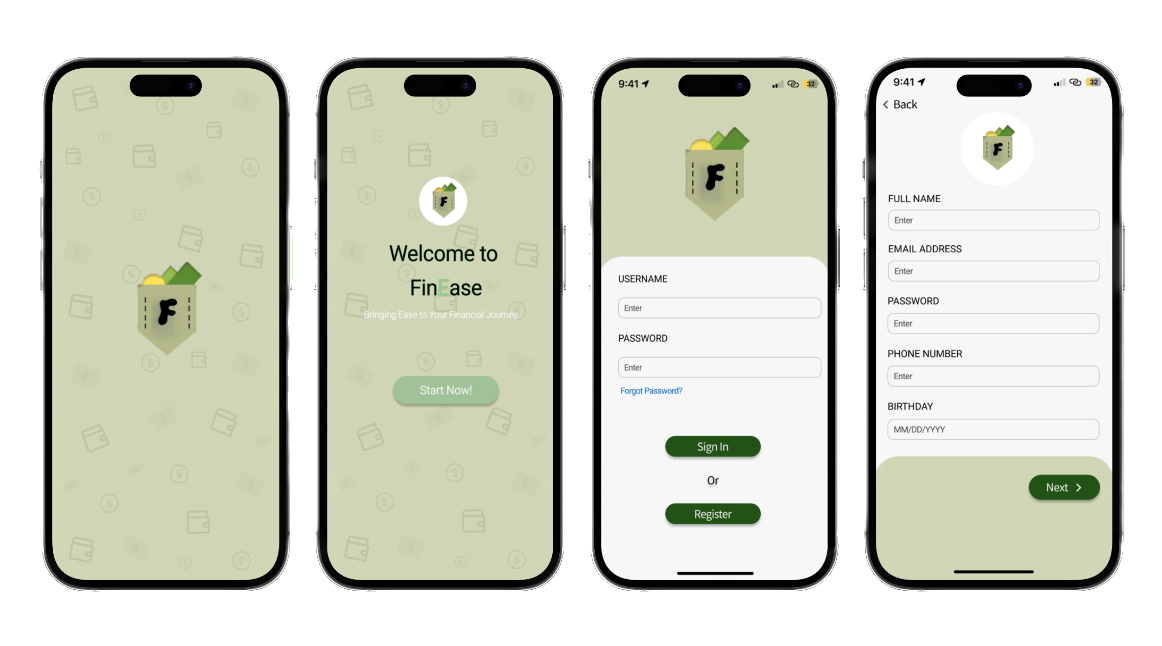 F
F
Welcome to
FinEase
Bringing Ease to Your Financial Journey
Start Now!
9:41
32
F
USERNAME
Enter
PASSWORD
Enter
Forgot Password?
Sign In
Or
Register
9:41
32
Back
F
FULL NAME
Enter
EMAIL ADDRESS
Enter
PASSWORD
Enter
PHONE NUMBER
Enter
BIRTHDAY
MM/DD/YYYY
Next